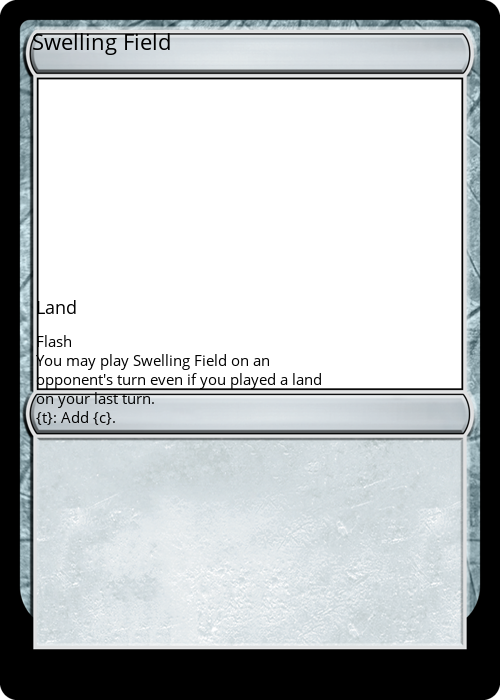 Swelling Field
Land
Flash
You may play Swelling Field on an
opponent's turn even if you played a land
on your last turn.
{t}: Add {c}.